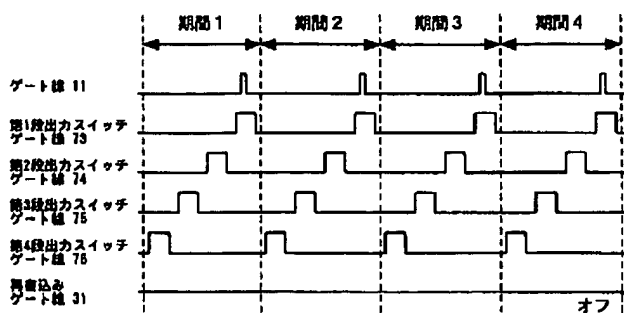 期間1 期間2 期間3 期間4
ゲート線 11
第1段出力スイッチ
ゲート線 73
第2段出力スイッチ
ゲート線 74
第3段出力スイッチ
ゲート線 75
第4段出力スイッチ
ゲート線 76
再書込み
ゲート線 31
オフ